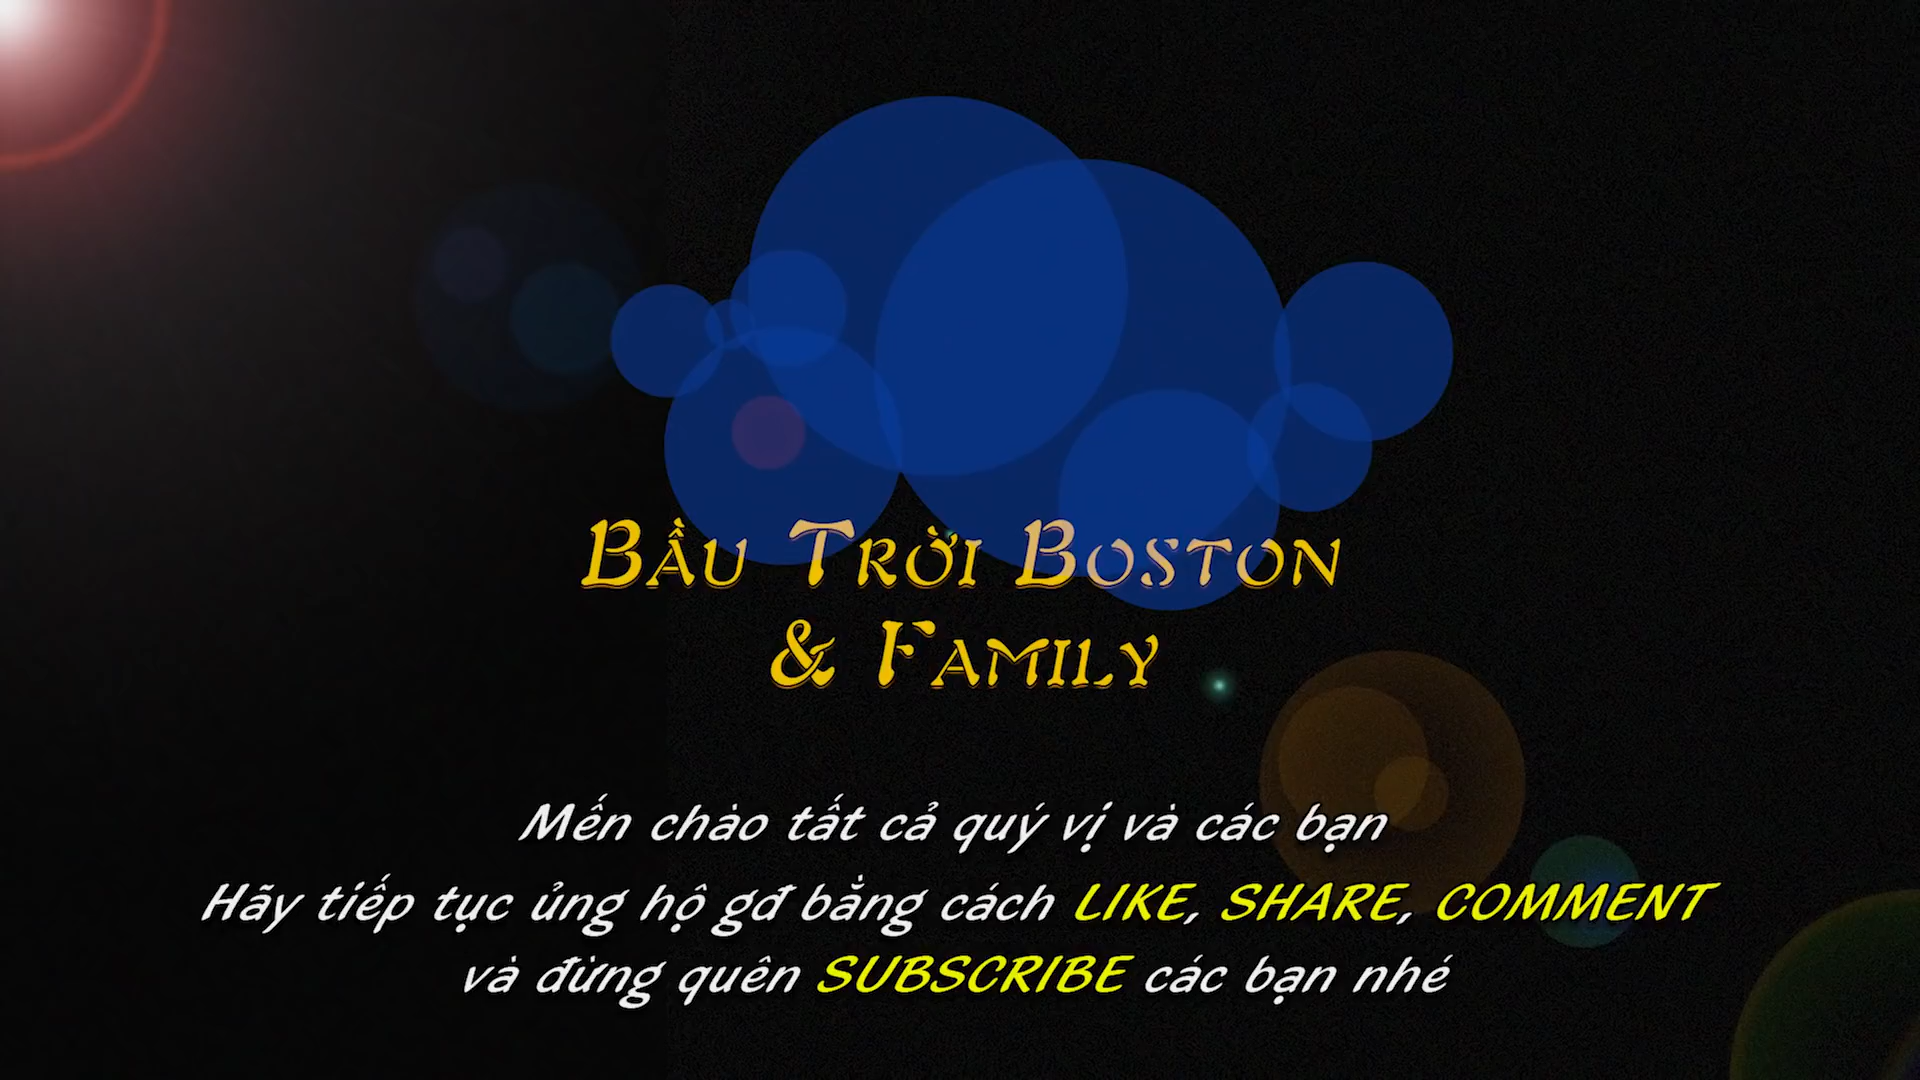 BẦU TRỜI BOSTON
& FAMILY
Mến chào tất cả quý vị và các bạn
Hãy tiếp tục ủng hộ gđ bằng cách LIKE, SHARE, COMMENT
và đừng quên SUBSCRIBE các bạn nhé